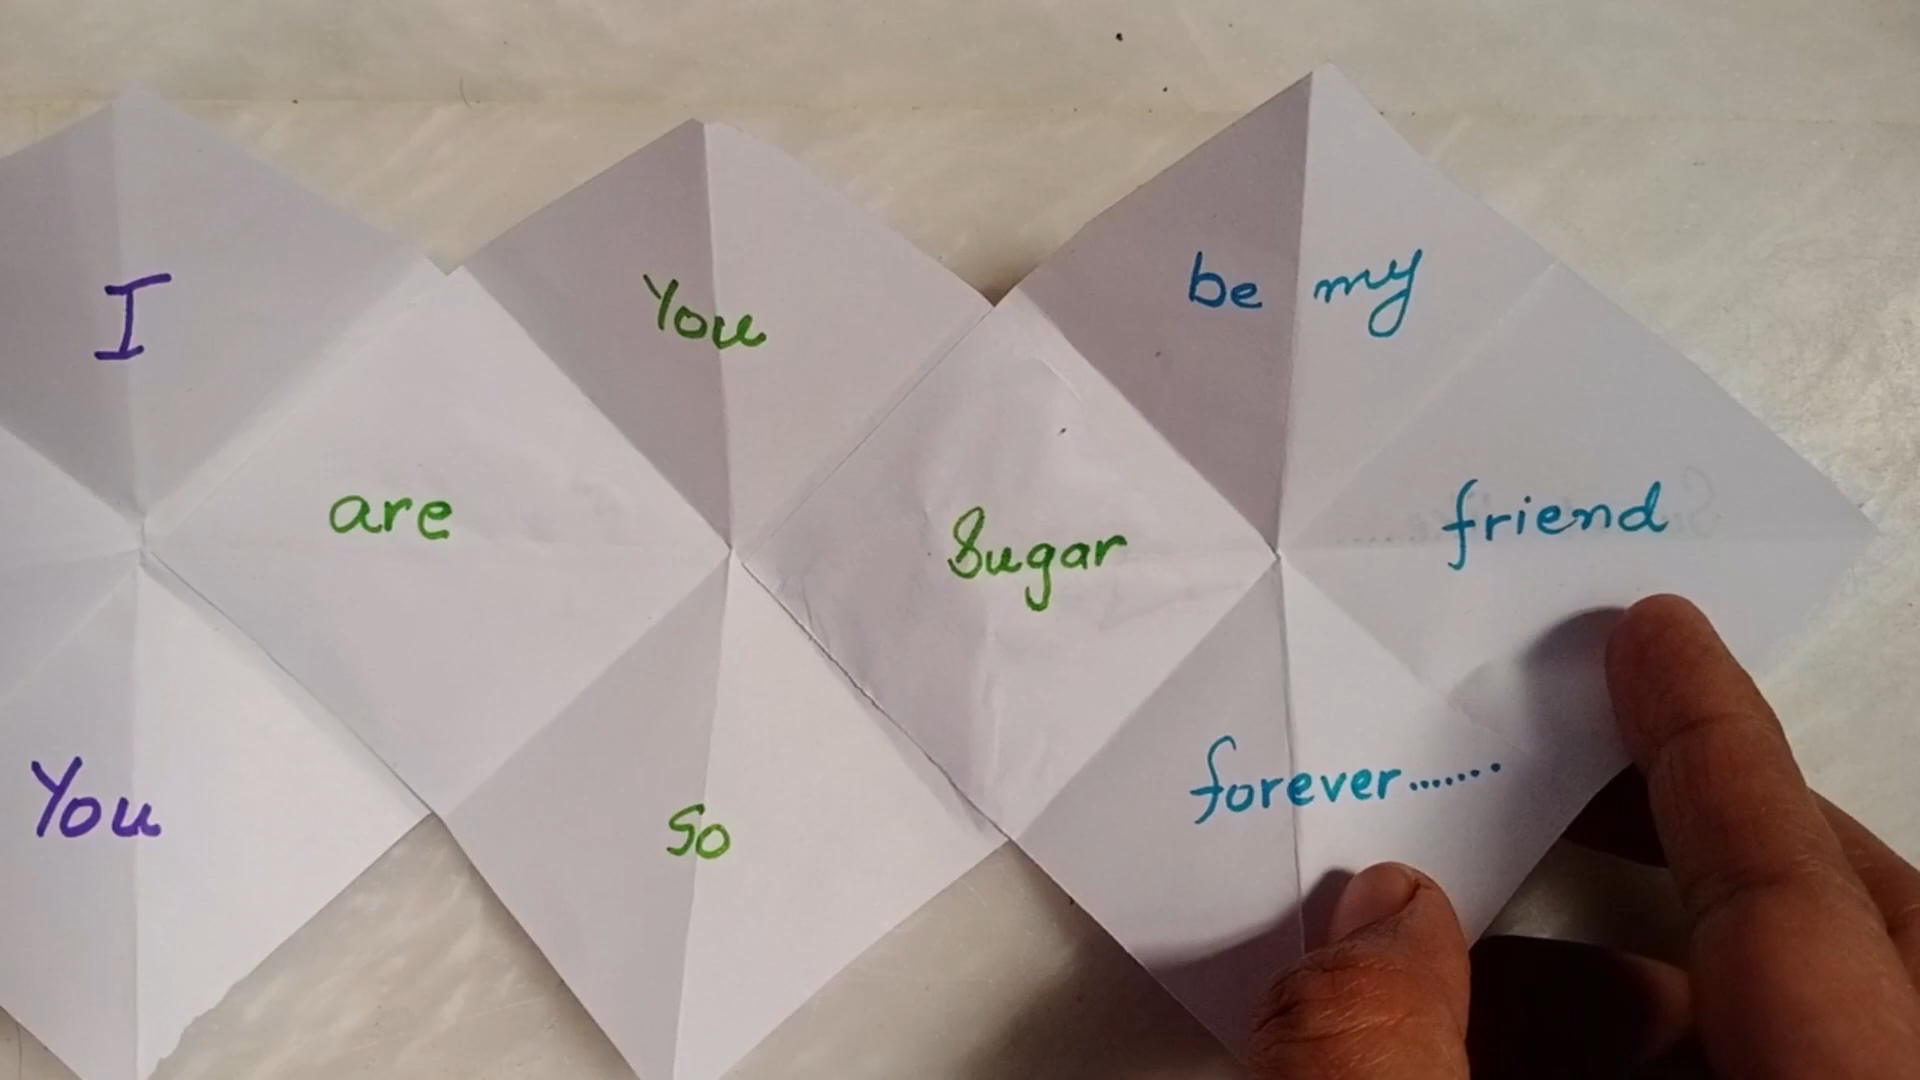 I
You
are
You
so
Sugar
be my
friend
forever.......